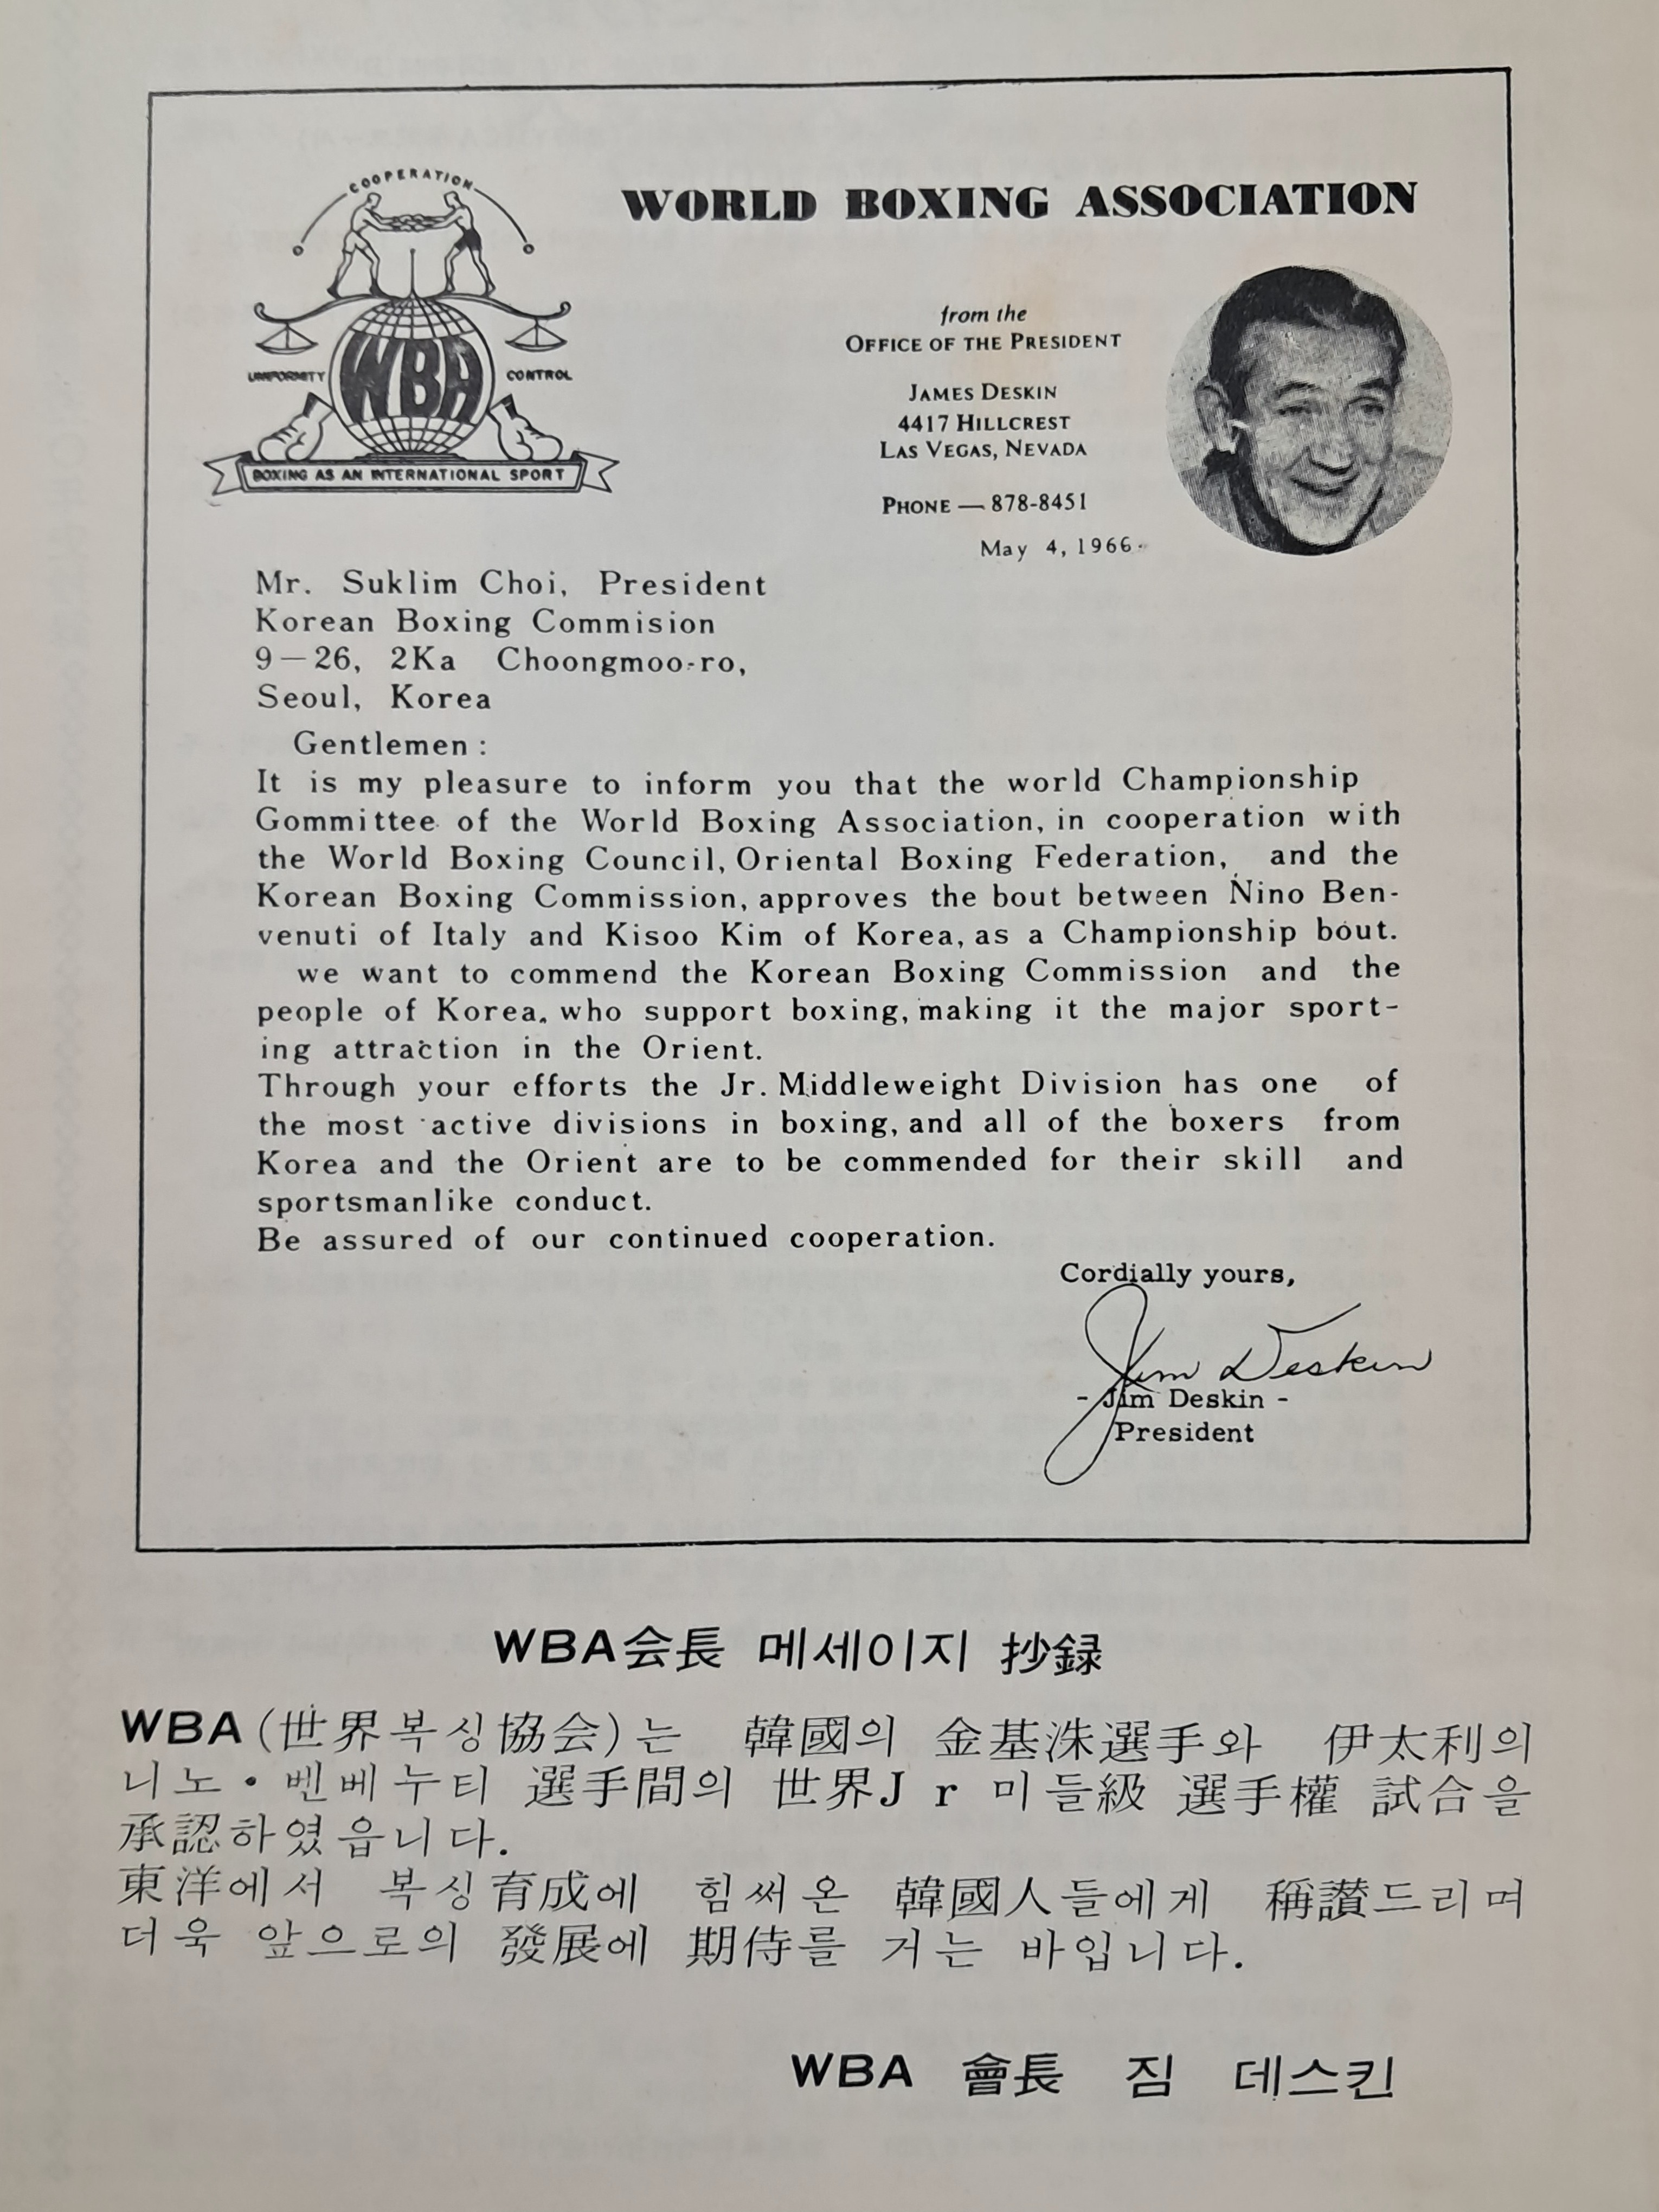 COOPERATION
WORLD BOXING ASSOCIATION
from the
OFFICE OF THE PRESIDENT
JAMES DESKIN
4417 HILLCREST
LAS VEGAS, NEVADA
PHONE — 878-8451
UNIFORMITY
WBA
CONTROL
BOXING AS AN INTERNATIONAL SPORT
May 4, 1966.
Mr. Suklim Choi, President
Korean Boxing Commision
9-26, 2Ka Choongmoo-ro,
Seoul, Korea
Gentlemen :
It is my pleasure to inform you that the world Championship
Gommittee of the World Boxing Association, in cooperation with
the World Boxing Council, Oriental Boxing Federation, and the
Korean Boxing Commission, approves the bout between Nino Ben-
venuti of Italy and Kisoo Kim of Korea, as a Championship bout.
we want to commend the Korean Boxing Commission and the
people of Korea, who support boxing, making it the major sport-
ing attraction in the Orient.
Through your efforts the Jr. Middleweight Division has one of
the most active divisions in boxing, and all of the boxers from
Korea and the Orient are to be commended for their skill and
sportsmanlike conduct.
Be assured of our continued cooperation.
Cordially yours,
Jim Deskin
- Jim Deskin -
President
WBA会長 메세이지 抄録
WBA(世界복싱協会)는 韓國의 金基洙選手와 伊太利의
니노·벤베누티 選手間의 世界Jr 미들級 選手權 試合을
承認하였읍니다.
東洋에서 복싱育成에 힘써온 韓國人들에게 稱讃드리며
더욱 앞으로의 發展에 期待를 거는 바입니다.
WBA 會長 짐 데스킨